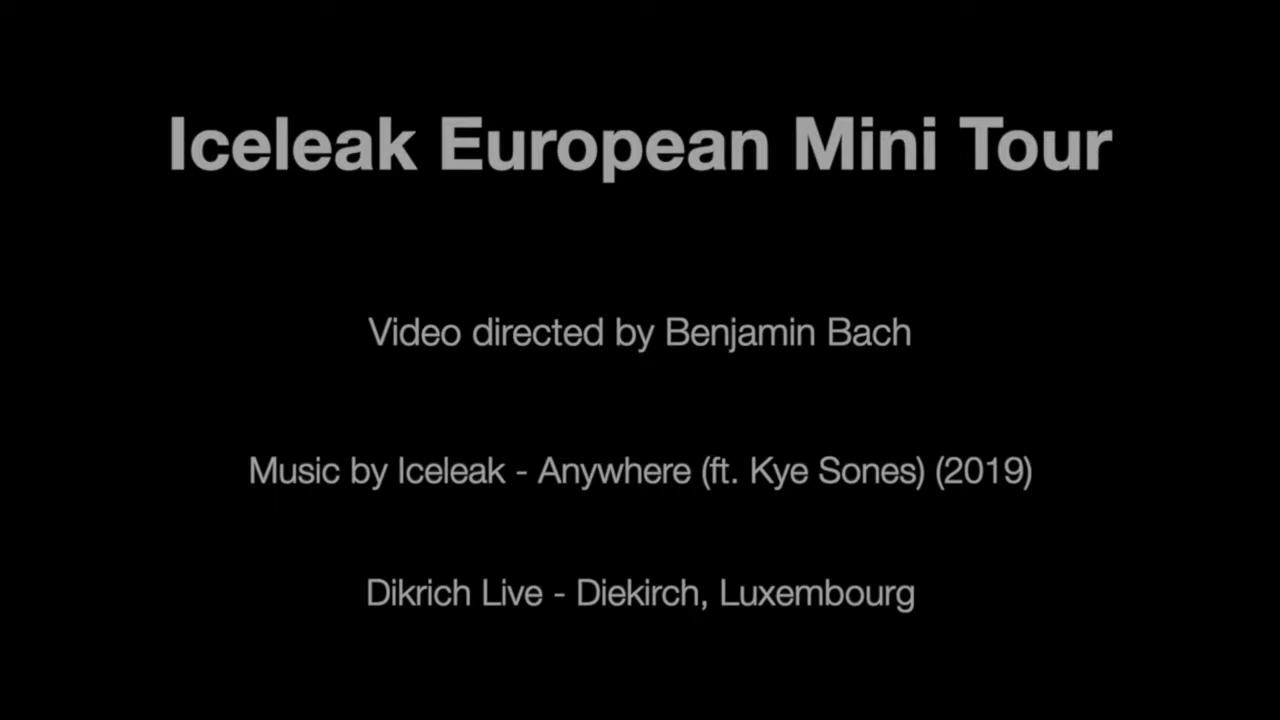 Iceleak European Mini Tour
Video directed by Benjamin Bach
Music by Iceleak - Anywhere (ft. Kye Sones) (2019)
Dikrich Live - Diekirch, Luxembourg